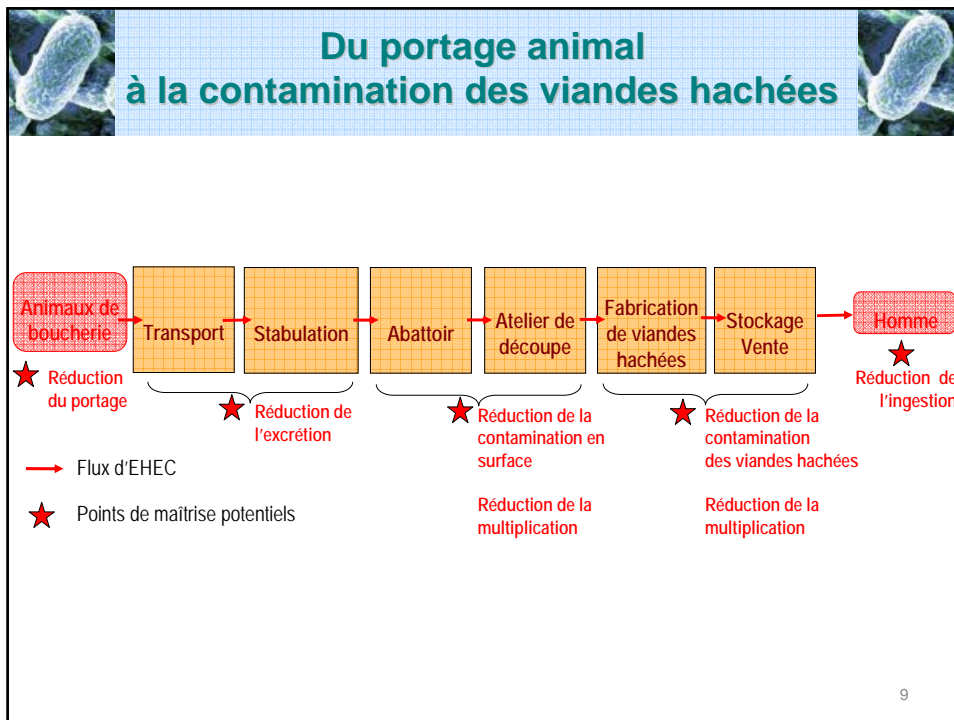 Du portage animal
à la contamination des viandes hachées
Animaux de
boucherie
Transport
Stabulation
Abattoir
Atelier de
découpe
Fabrication
de viandes
hachées
Stockage
Vente
Homme
Réduction
du portage
Réduction de
l'excrétion
Réduction de la
contamination en
surface
Réduction de la
multiplication
Réduction de la
contamination
des viandes hachées
Réduction de la
multiplication
Réduction de
l'ingestion
Flux d'EHEC
Points de maîtrise potentiels
9